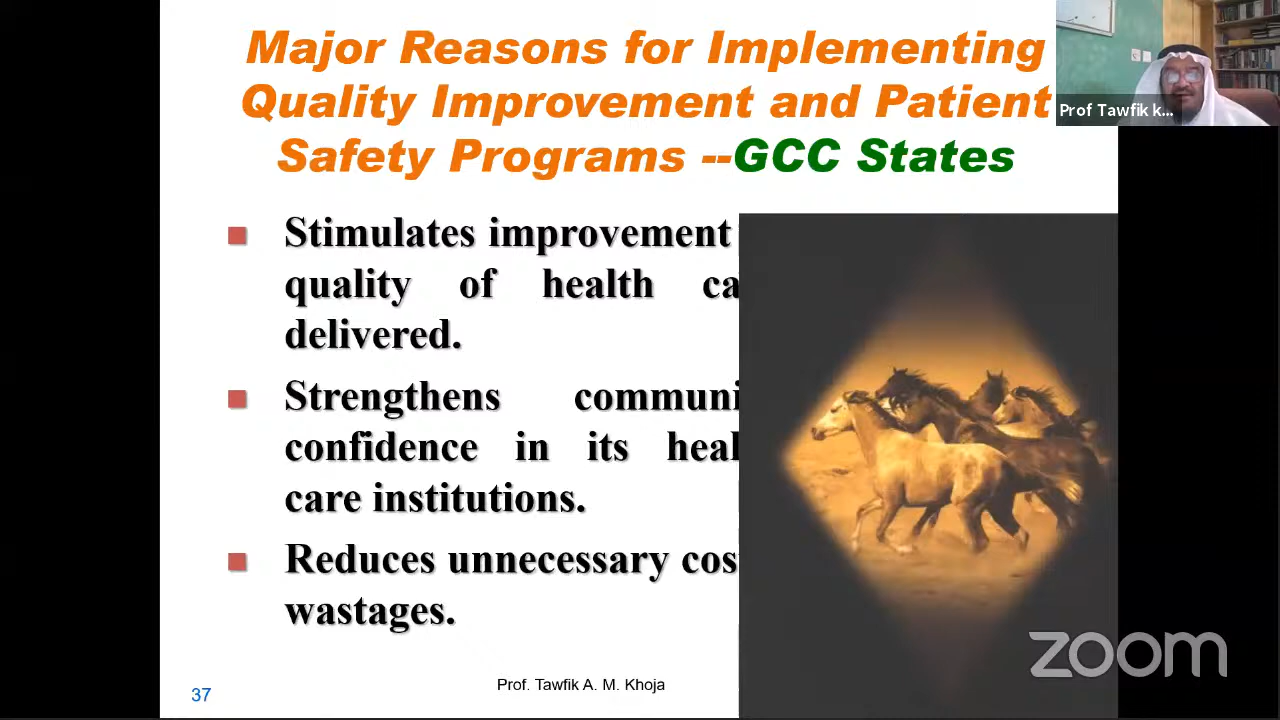 Major Reasons for Implementing
Quality Improvement and Patient
Safety Programs --GCC States
Prof Tawfik k...
Stimulates improvement
quality of health ca
delivered.
Strengthens communi
confidence in its heal
care institutions.
Reduces unnecessary cos
wastages.
37
Prof. Tawfik A. M. Khoja
zoom